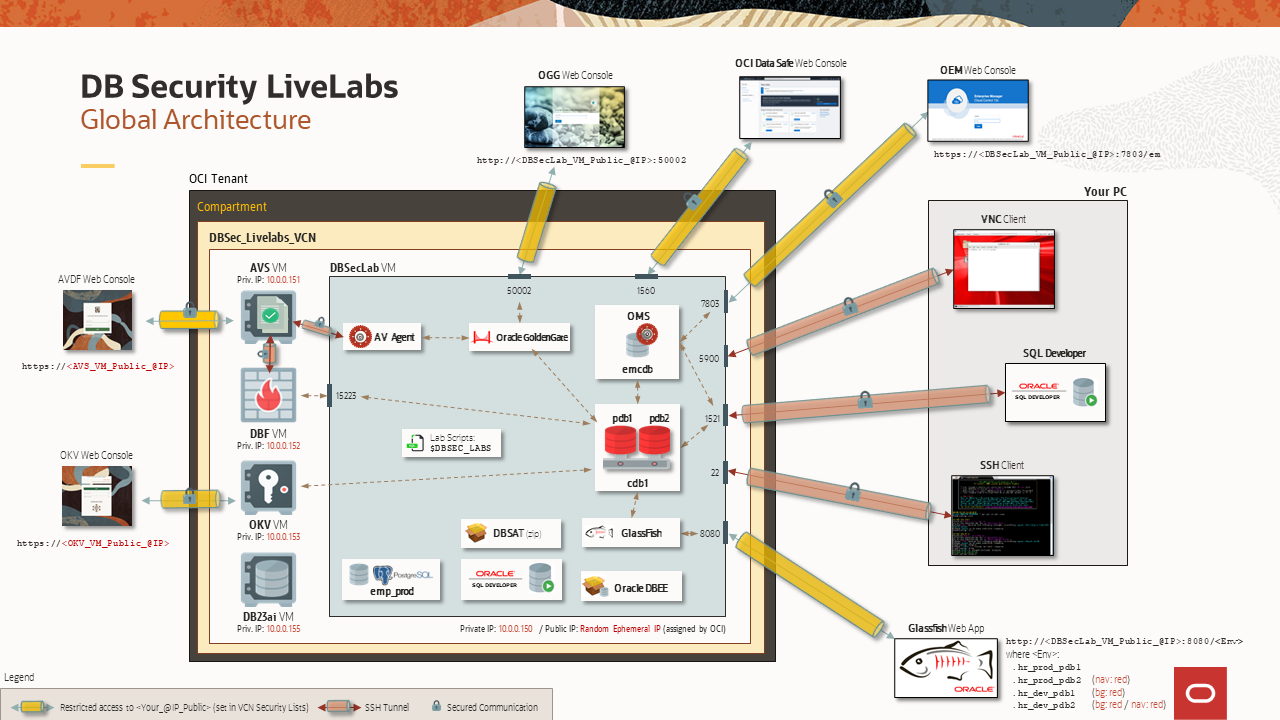 DB Security LiveLabs
Global Architecture
OGG Web Console
http://<DBSecLab_VM_Public_@IP>:50002
OCI Data Safe Web Console
OEM Web Console
https://<DBSecLab_VM_Public_@IP>:7803/em
OCI Tenant
Compartment
DBSec_Livelabs_VCN
AVS VM
Priv. IP: 10.0.0.151
DBSecLab VM
50002
1560
7803
5900
1521
22
8080
15223
AVDF Web Console
https://<AVS_VM_Public_@IP>
OKV Web Console
https://<OKV_VM_Public_@IP>
AV Agent
Oracle GoldenGate
OMS
emcdb
pdb1 pdb2
cdb1
Lab Scripts:
$DBSEC_LABS
DBF VM
Priv. IP: 10.0.0.152
OKV VM
Priv. IP: 10.0.0.153
DB23ai VM
Priv. IP: 10.0.0.155
DBSAT
GlassFish
PostgreSQL
emp_prod
ORACLE
SQL DEVELOPER
Oracle DBEE
Private IP: 10.0.0.150 / Public IP: Random Ephemeral IP (assigned by OCI)
Your PC
VNC Client
SQL Developer
ORACLE
SQL DEVELOPER
SSH Client
Glassfish Web App
ORACLE
http://<DBSecLab_VM_Public_@IP>:8080/<Env>
where <Env>:
.hr_prod_pdb1
.hr_prod_pdb2 (nav: red)
.hr_dev_pdb1 (bg: red)
.hr_dev_pdb2 (bg: red / nav: red)
Legend
Restricted access to <Your_@IP_Public> (set in VCN Security Lists)
SSH Tunnel
Secured Communication